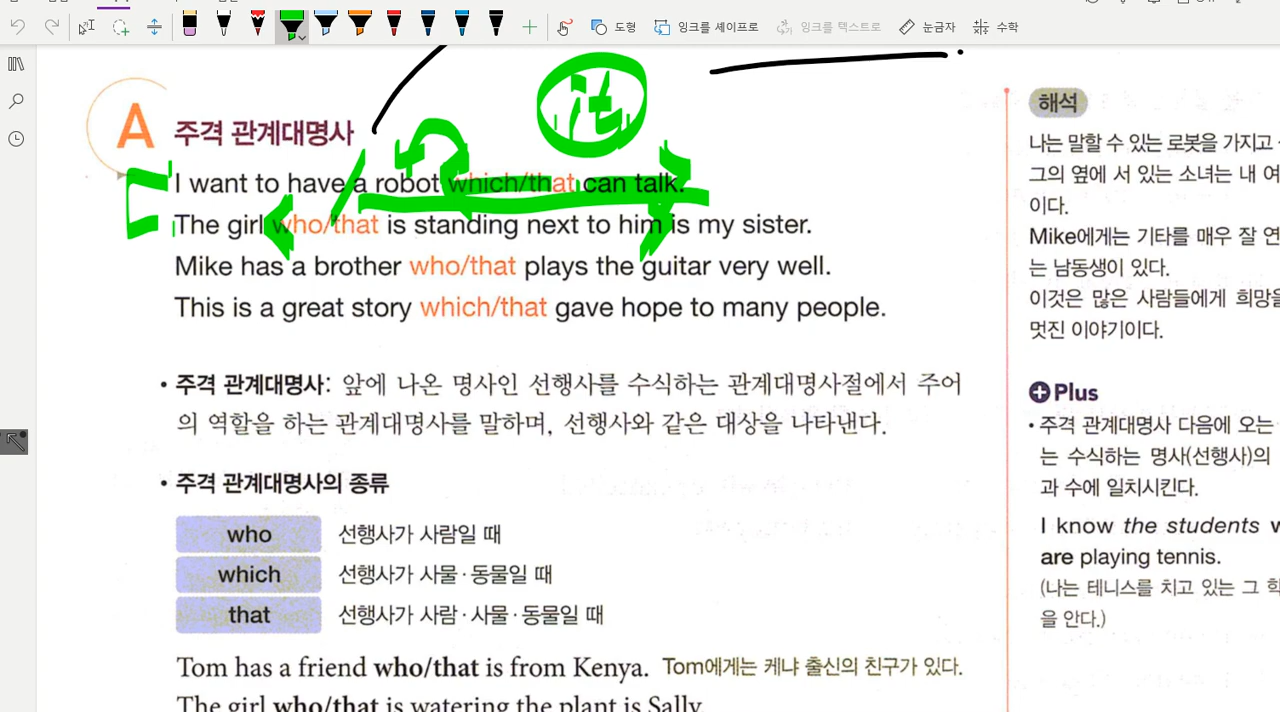 도형
잉크를 셰이프로
잉크를 텍스트로
눈금자
수학
A 주격 관계대명사
I want to have a robot which/that can talk.
The girl who/that is standing next to him is my sister.
Mike has a brother who/that plays the guitar very well.
This is a great story which/that gave hope to many people.
• 주격 관계대명사: 앞에 나온 명사인 선행사를 수식하는 관계대명사절에서 주어
의 역할을 하는 관계대명사를 말하며, 선행사와 같은 대상을 나타낸다.
• 주격 관계대명사의 종류
who 선행사가 사람일 때
which 선행사가 사물·동물일 때
that 선행사가 사람·사물·동물일 때
Tom has a friend who/that is from Kenya. Tom에게는 케냐 출신의 친구가 있다.
The girl who/that is watering the plant is Sally.
해석
나는 말할 수 있는 로봇을 가지고
그의 옆에 서 있는 소녀는 내 여
이다.
Mike에게는 기타를 매우 잘 연
는 남동생이 있다.
이것은 많은 사람들에게 희망을
멋진 이야기이다.
Plus
• 주격 관계대명사 다음에 오는
는 수식하는 명사(선행사)의
과 수에 일치시킨다.
I know the students w
are playing tennis.
(나는 테니스를 치고 있는 그 학
을 안다.)